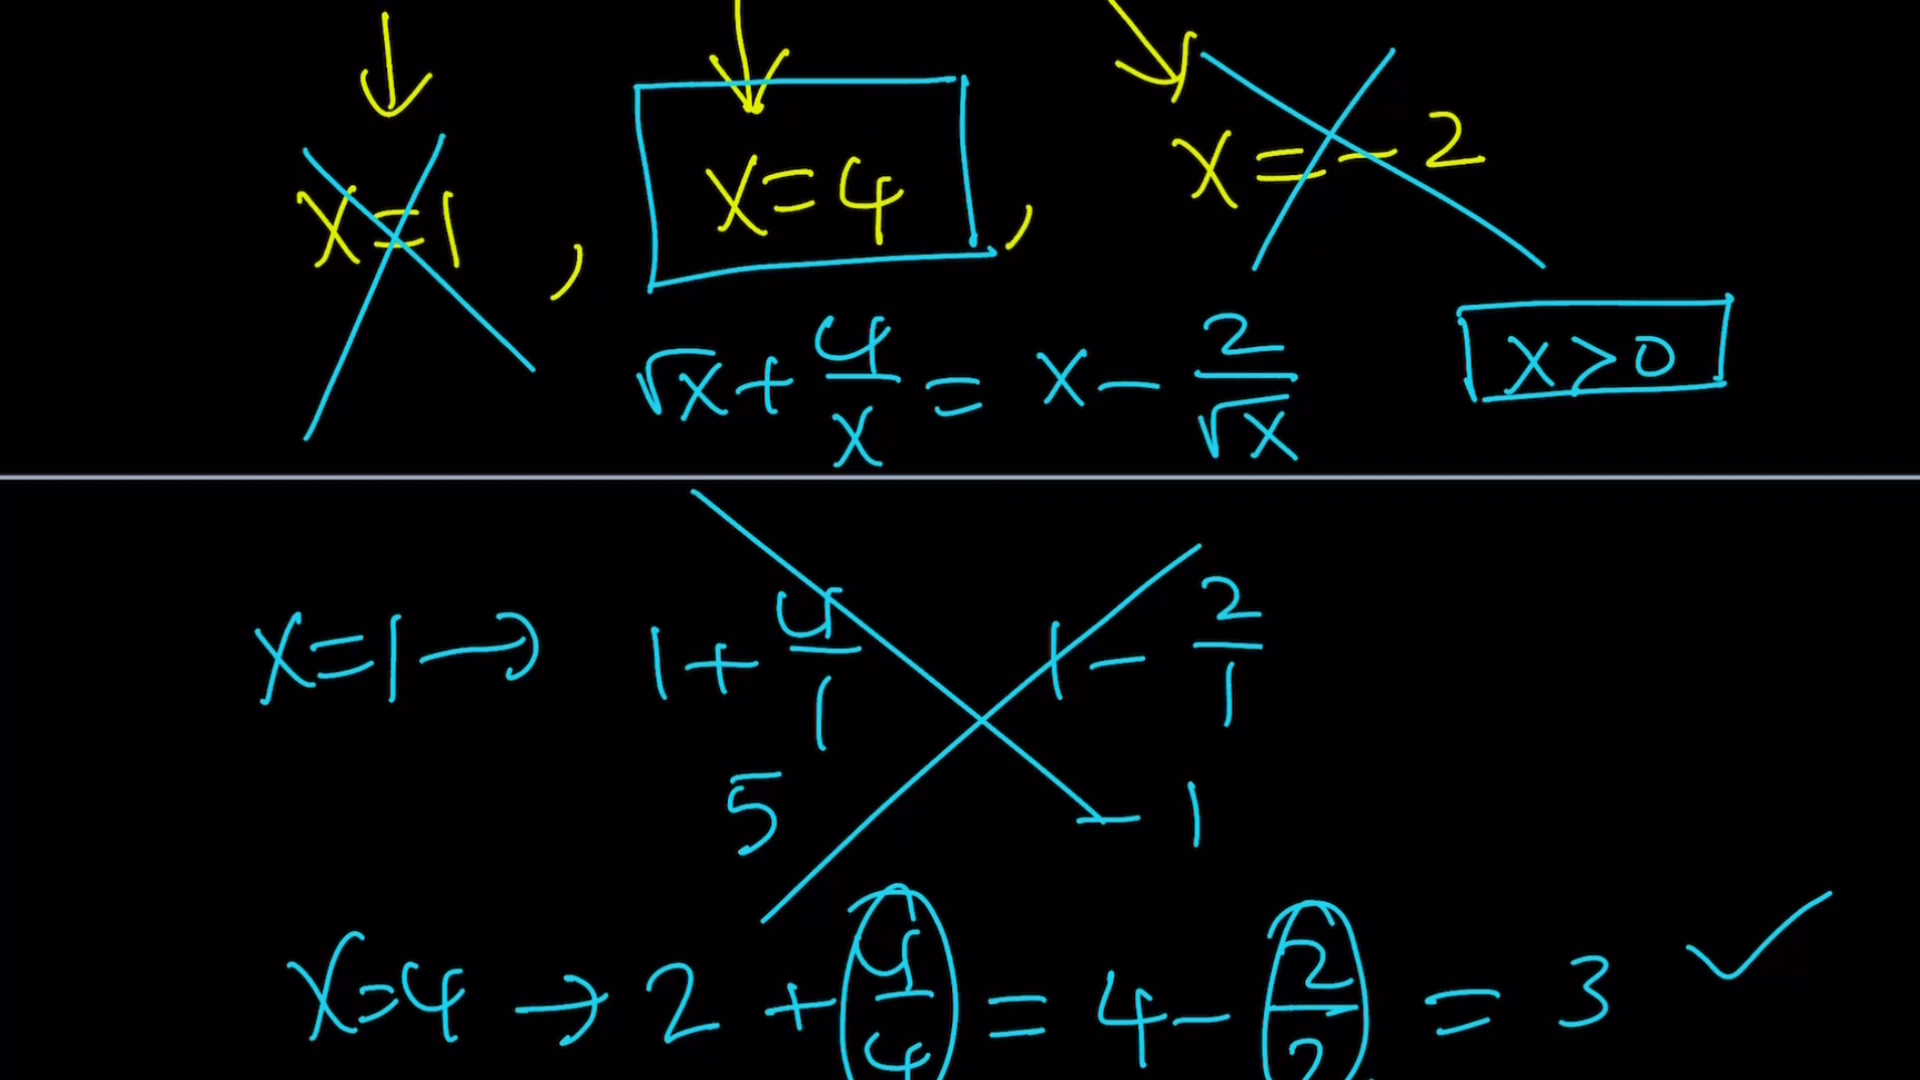 x=1 , x=4 , x=-2
√x + 4/x = x - 2/√x x>0
x=1 → 1 + 4/1 1 - 2/1
5 -1
x=4 → 2 + 4/4 = 4 - 2/2 = 3 ✓